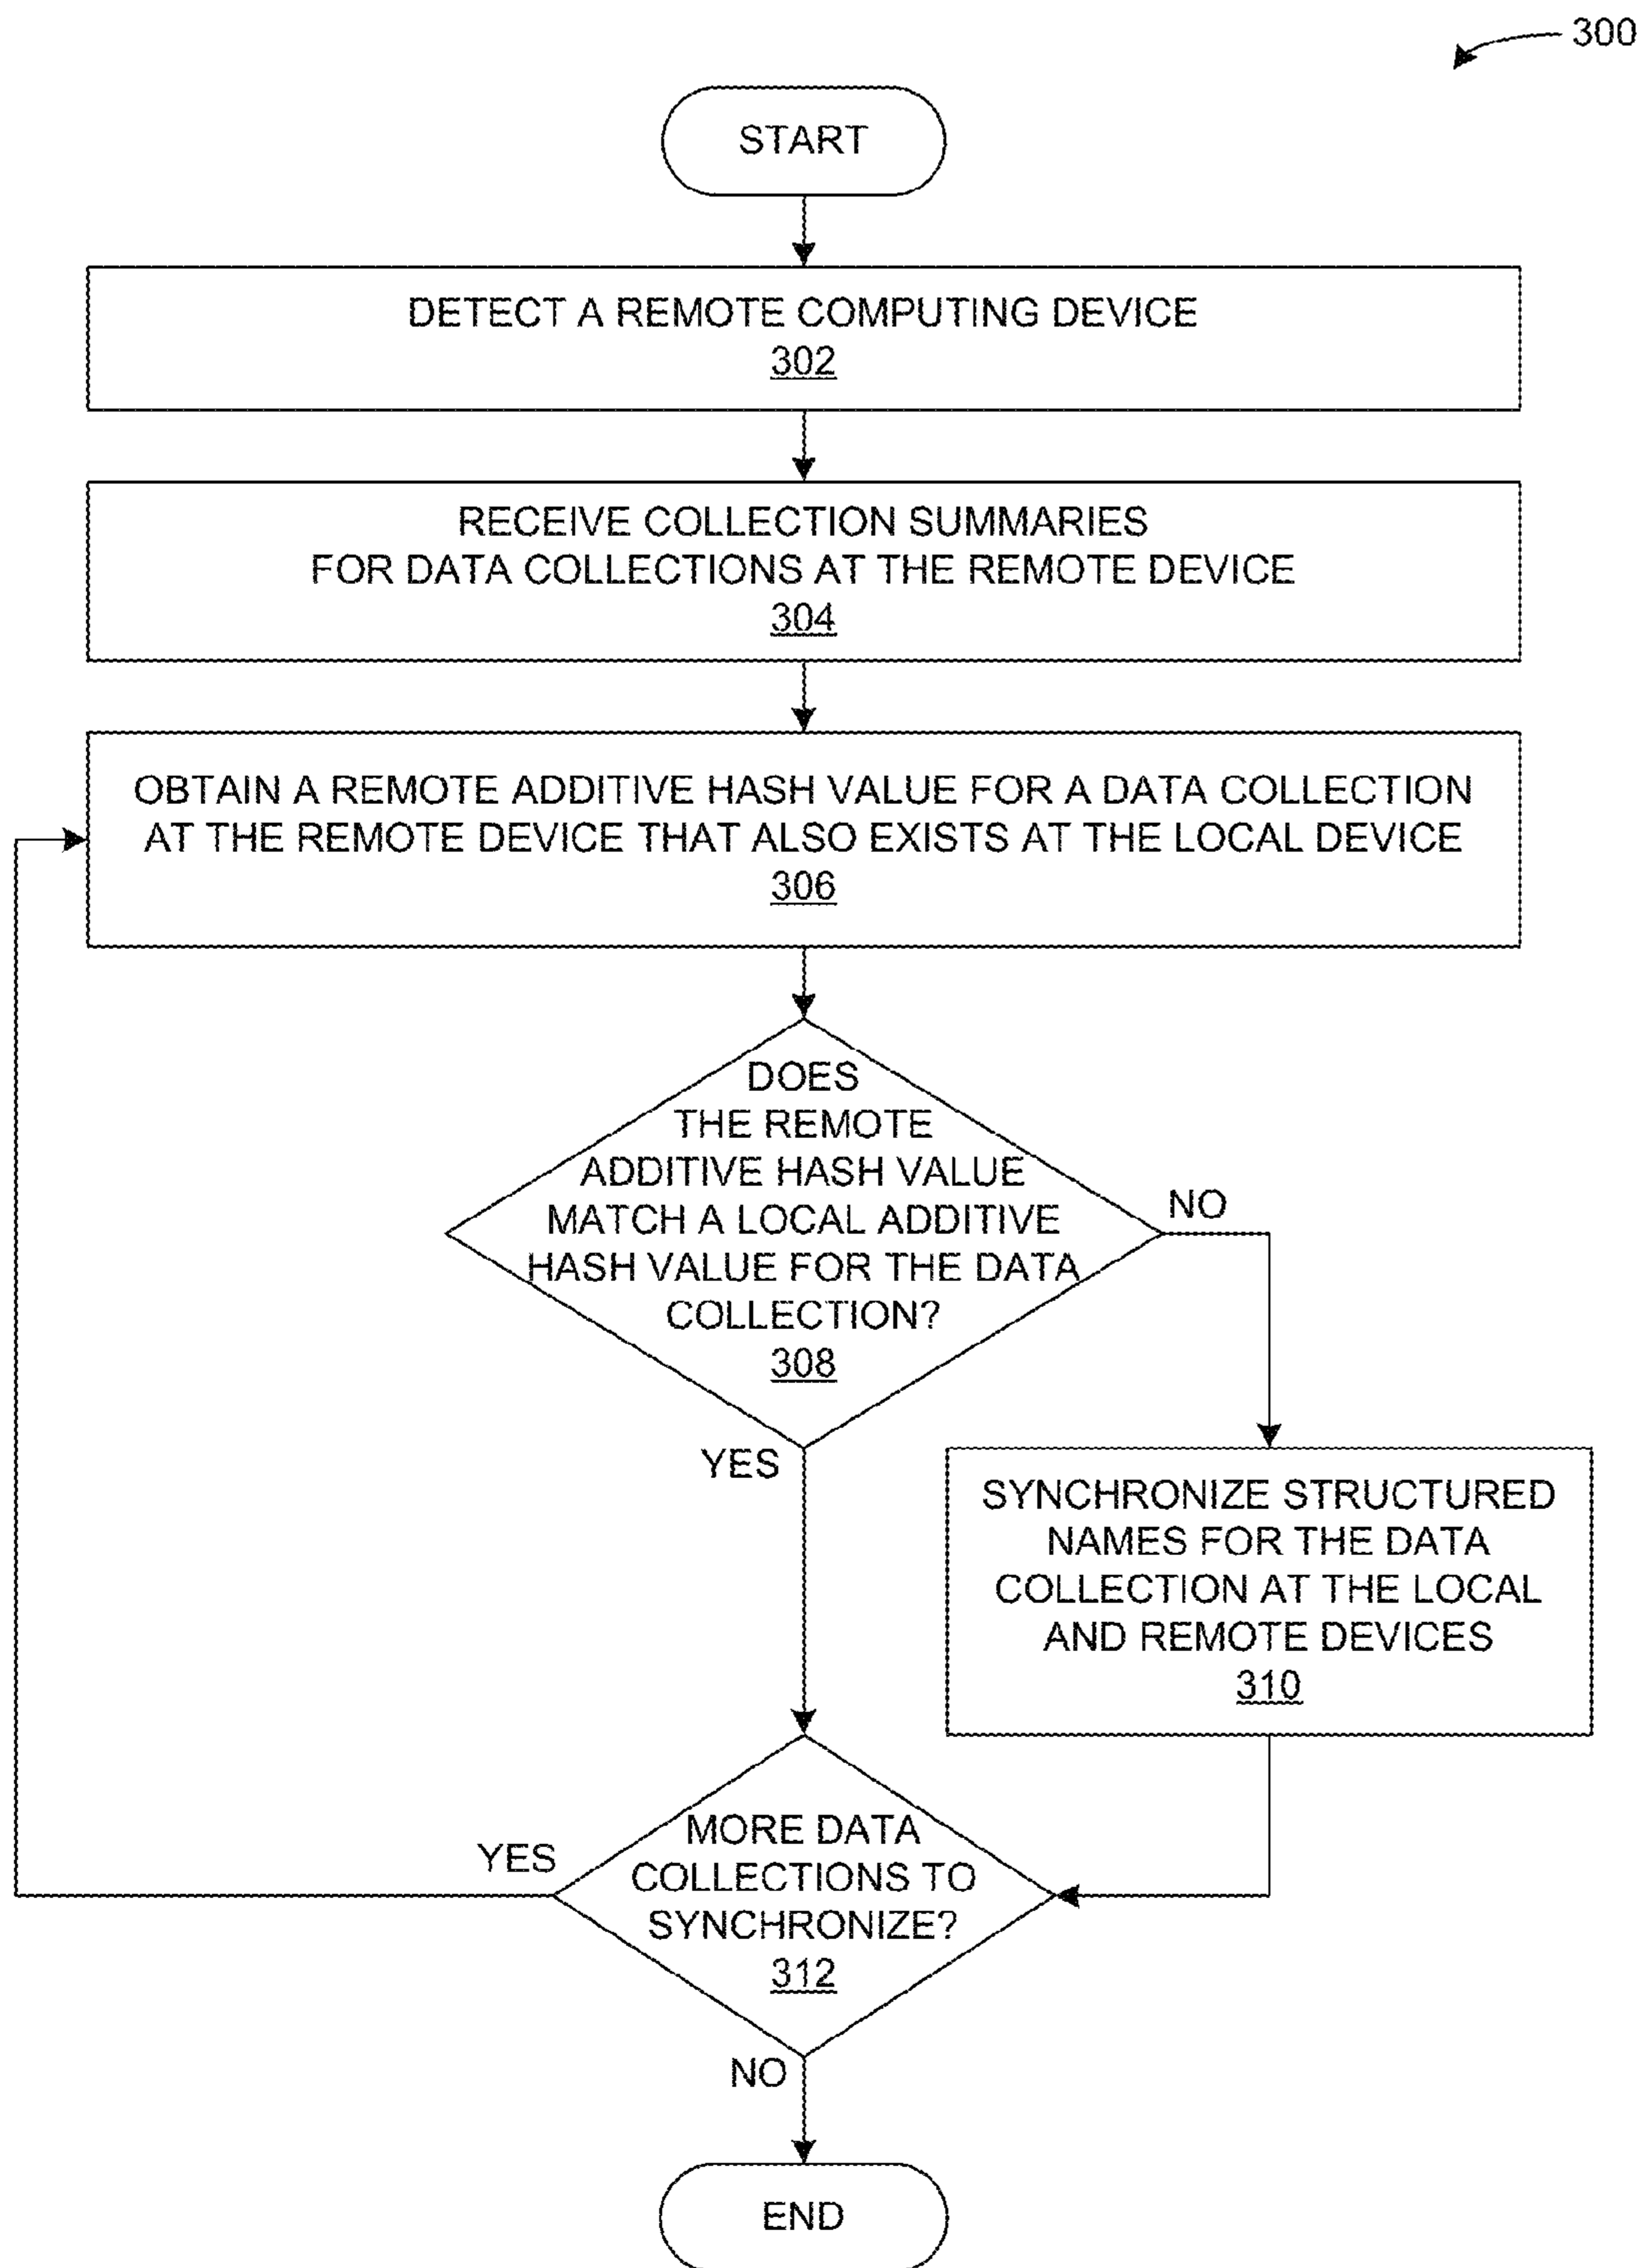 300
START
DETECT A REMOTE COMPUTING DEVICE
302
RECEIVE COLLECTION SUMMARIES
FOR DATA COLLECTIONS AT THE REMOTE DEVICE
304
OBTAIN A REMOTE ADDITIVE HASH VALUE FOR A DATA COLLECTION
AT THE REMOTE DEVICE THAT ALSO EXISTS AT THE LOCAL DEVICE
306
DOES
THE REMOTE
ADDITIVE HASH VALUE
MATCH A LOCAL ADDITIVE
HASH VALUE FOR THE DATA
COLLECTION?
308
NO
YES
SYNCHRONIZE STRUCTURED
NAMES FOR THE DATA
COLLECTION AT THE LOCAL
AND REMOTE DEVICES
310
MORE DATA
COLLECTIONS TO
SYNCHRONIZE?
312
YES
NO
END